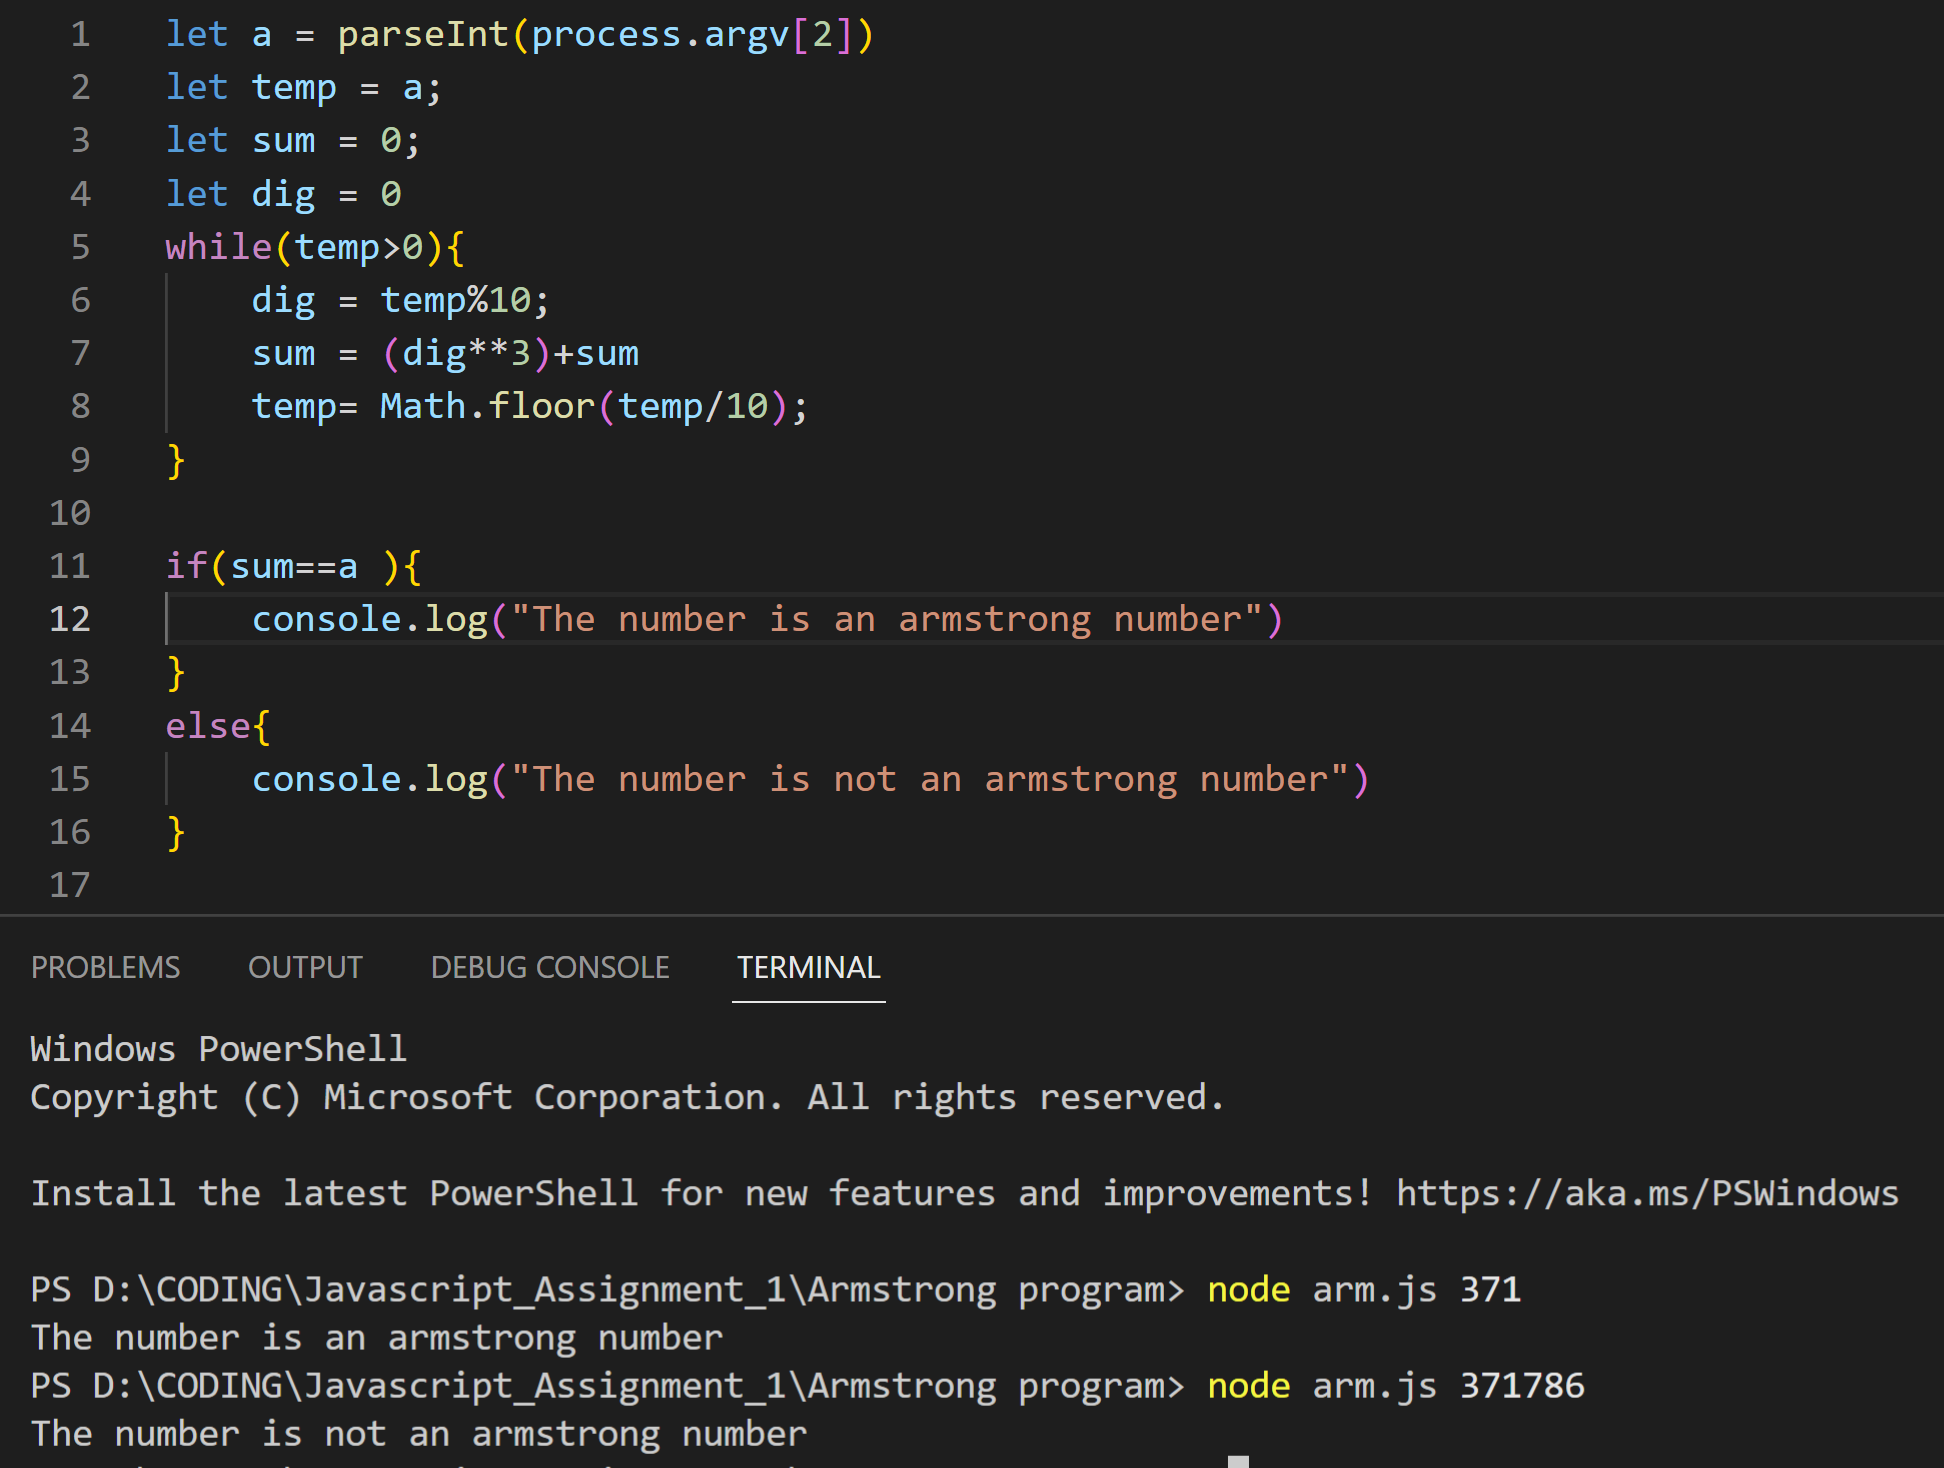 1 let a = parseInt(process.argv[2])
2 let temp = a;
3 let sum = 0;
4 let dig = 0
5 while(temp>0){
6     dig = temp%10;
7     sum = (dig**3)+sum
8     temp= Math.floor(temp/10);
9 }
10
11 if(sum==a ){
12     console.log("The number is an armstrong number")
13 }
14 else{
15     console.log("The number is not an armstrong number")
16 }
17
PROBLEMS OUTPUT DEBUG CONSOLE TERMINAL
Windows PowerShell
Copyright (C) Microsoft Corporation. All rights reserved.
Install the latest PowerShell for new features and improvements! https://aka.ms/PSWindows
PS D:\CODING\Javascript_Assignment_1\Armstrong program> node arm.js 371
The number is an armstrong number
PS D:\CODING\Javascript_Assignment_1\Armstrong program> node arm.js 371786
The number is not an armstrong number